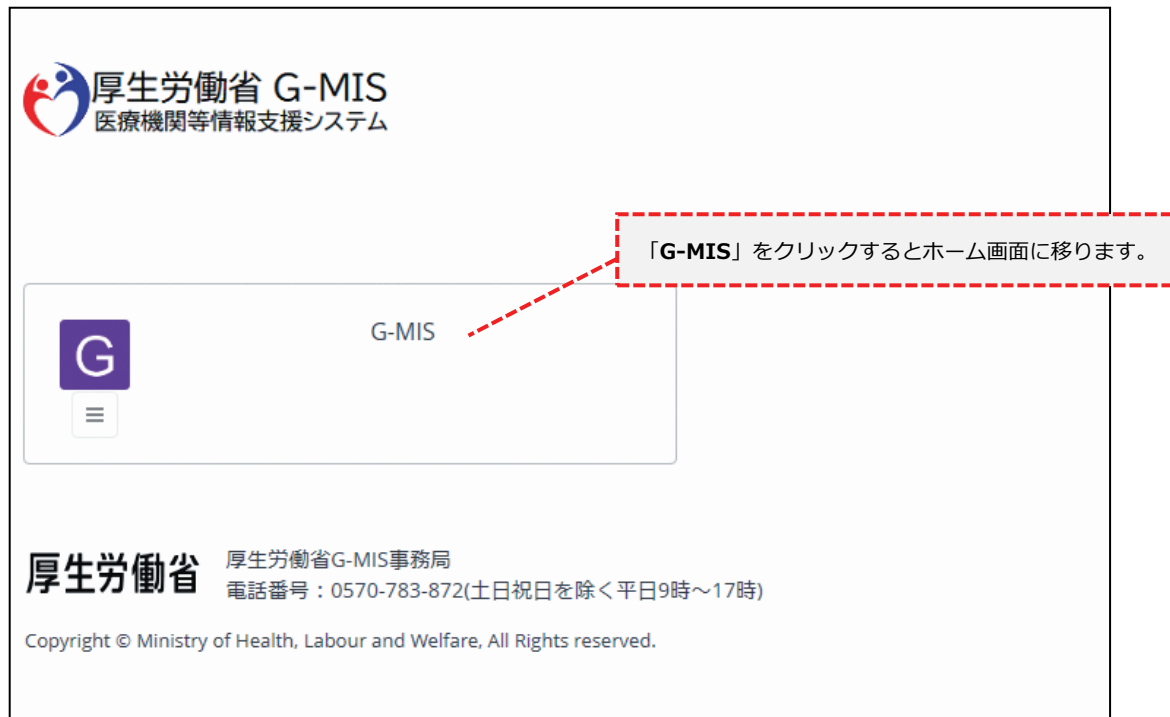 厚生労働省 G-MIS
医療機関等情報支援システム
「G-MIS」をクリックするとホーム画面に移ります。
G-MIS
G
厚生労働省
厚生労働省G-MIS事務局
電話番号：0570-783-872(土日祝日を除く平日9時～17時)
Copyright © Ministry of Health, Labour and Welfare, All Rights reserved.